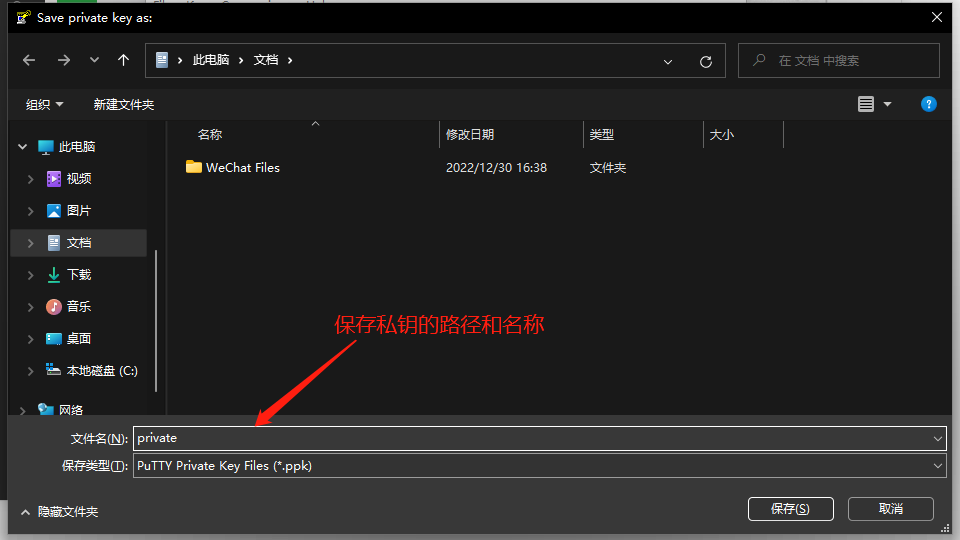 Save private key as:
此电脑 文档
在 文档 中搜索
组织 新建文件夹
名称 修改日期 类型 大小
此电脑
WeChat Files 2022/12/30 16:38 文件夹
视频
图片
文档
下载
音乐
桌面
本地磁盘 (C:)
网络
保存私钥的路径和名称
文件名(N): private
保存类型(T): PuTTY Private Key Files (*.ppk)
隐藏文件夹
保存(S) 取消